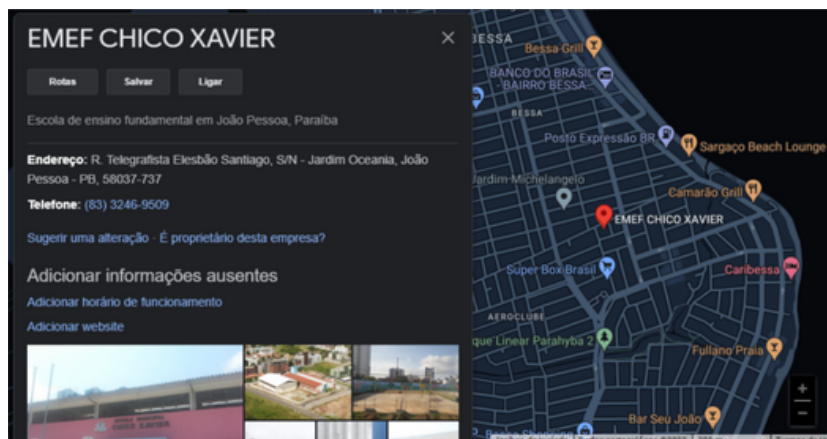 EMEF CHICO XAVIER
Rotas
Salvar
Ligar
Escola de ensino fundamental em João Pessoa, Paraíba
Endereço: R. Telegrafista Elesbão Santiago, S/N - Jardim Oceania, João
Pessoa - PB, 58037-737
Telefone: (83) 3246-9509
Sugerir uma alteração · É proprietário desta empresa?
Adicionar informações ausentes
Adicionar horário de funcionamento
Adicionar website
CHICO XAVIER
BESSA
Bessa Grill
BANCO DO BRASIL
- BAIRRO BESSA...
BESSA
Posto Expressão BR
Sargaço Beach Lounge
Jardim Michelangelo
Camarão Grill
EMEF CHICO XAVIER
Super Box Brasil
Caribessa
AEROCLUBE
que Linear Parahyba 2
Fullano Praia
Bar Seu João
+
−